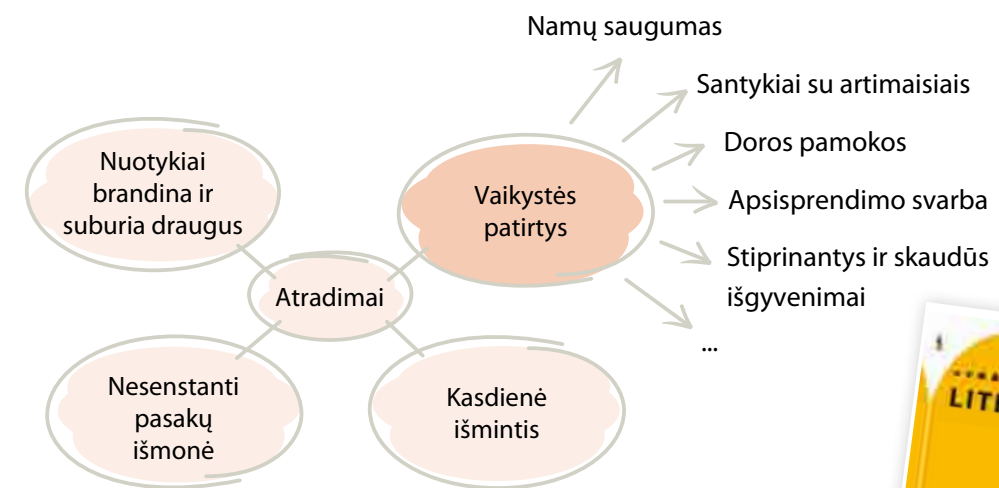 Namų saugumas
Santykiai su artimaisiais
Doros pamokos
Apsisprendimo svarba
Stiprinantys ir skaudūs
išgyvenimai
...
Vaikystės
patirtys
Nuotykiai
brandina ir
suburia draugus
Atradimai
Nesenstanti
pasakų
išmonė
Kasdienė
išmintis